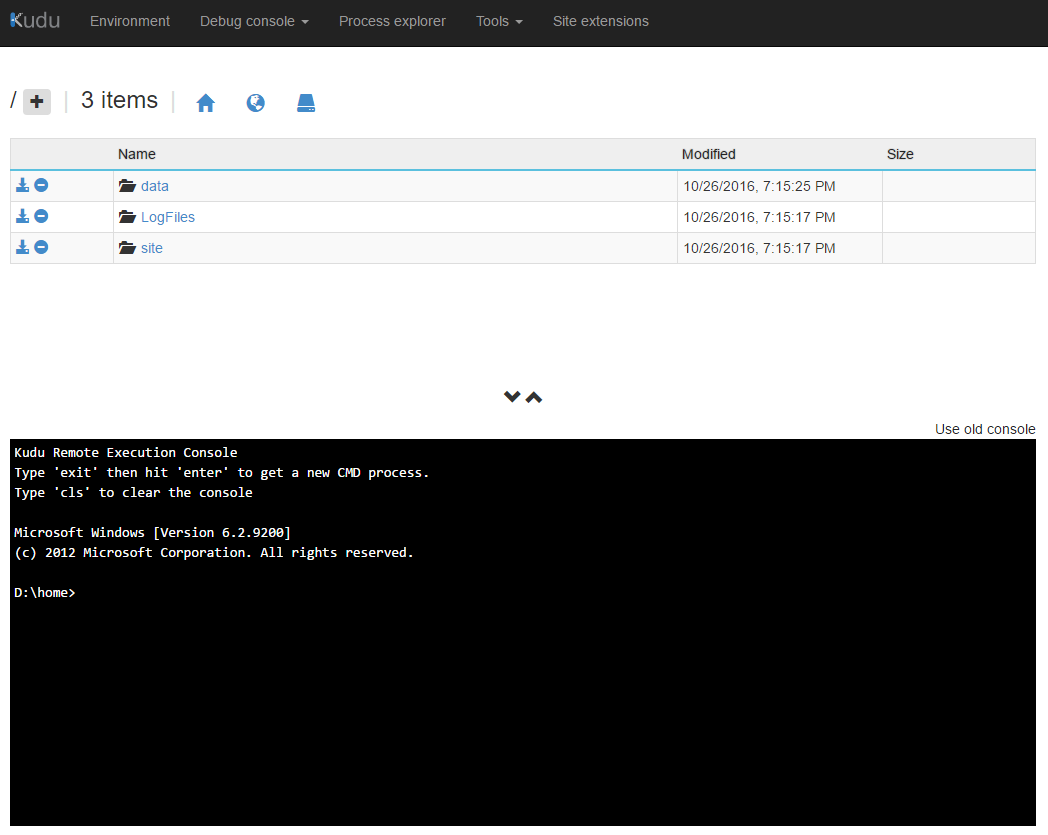 Kudu Environment Debug console Process explorer Tools Site extensions
/ 3 items
Name Modified Size
data 10/26/2016, 7:15:25 PM
LogFiles 10/26/2016, 7:15:17 PM
site 10/26/2016, 7:15:17 PM
Use old console
Kudu Remote Execution Console
Type 'exit' then hit 'enter' to get a new CMD process.
Type 'cls' to clear the console
Microsoft Windows [Version 6.2.9200]
(c) 2012 Microsoft Corporation. All rights reserved.
D:\home>